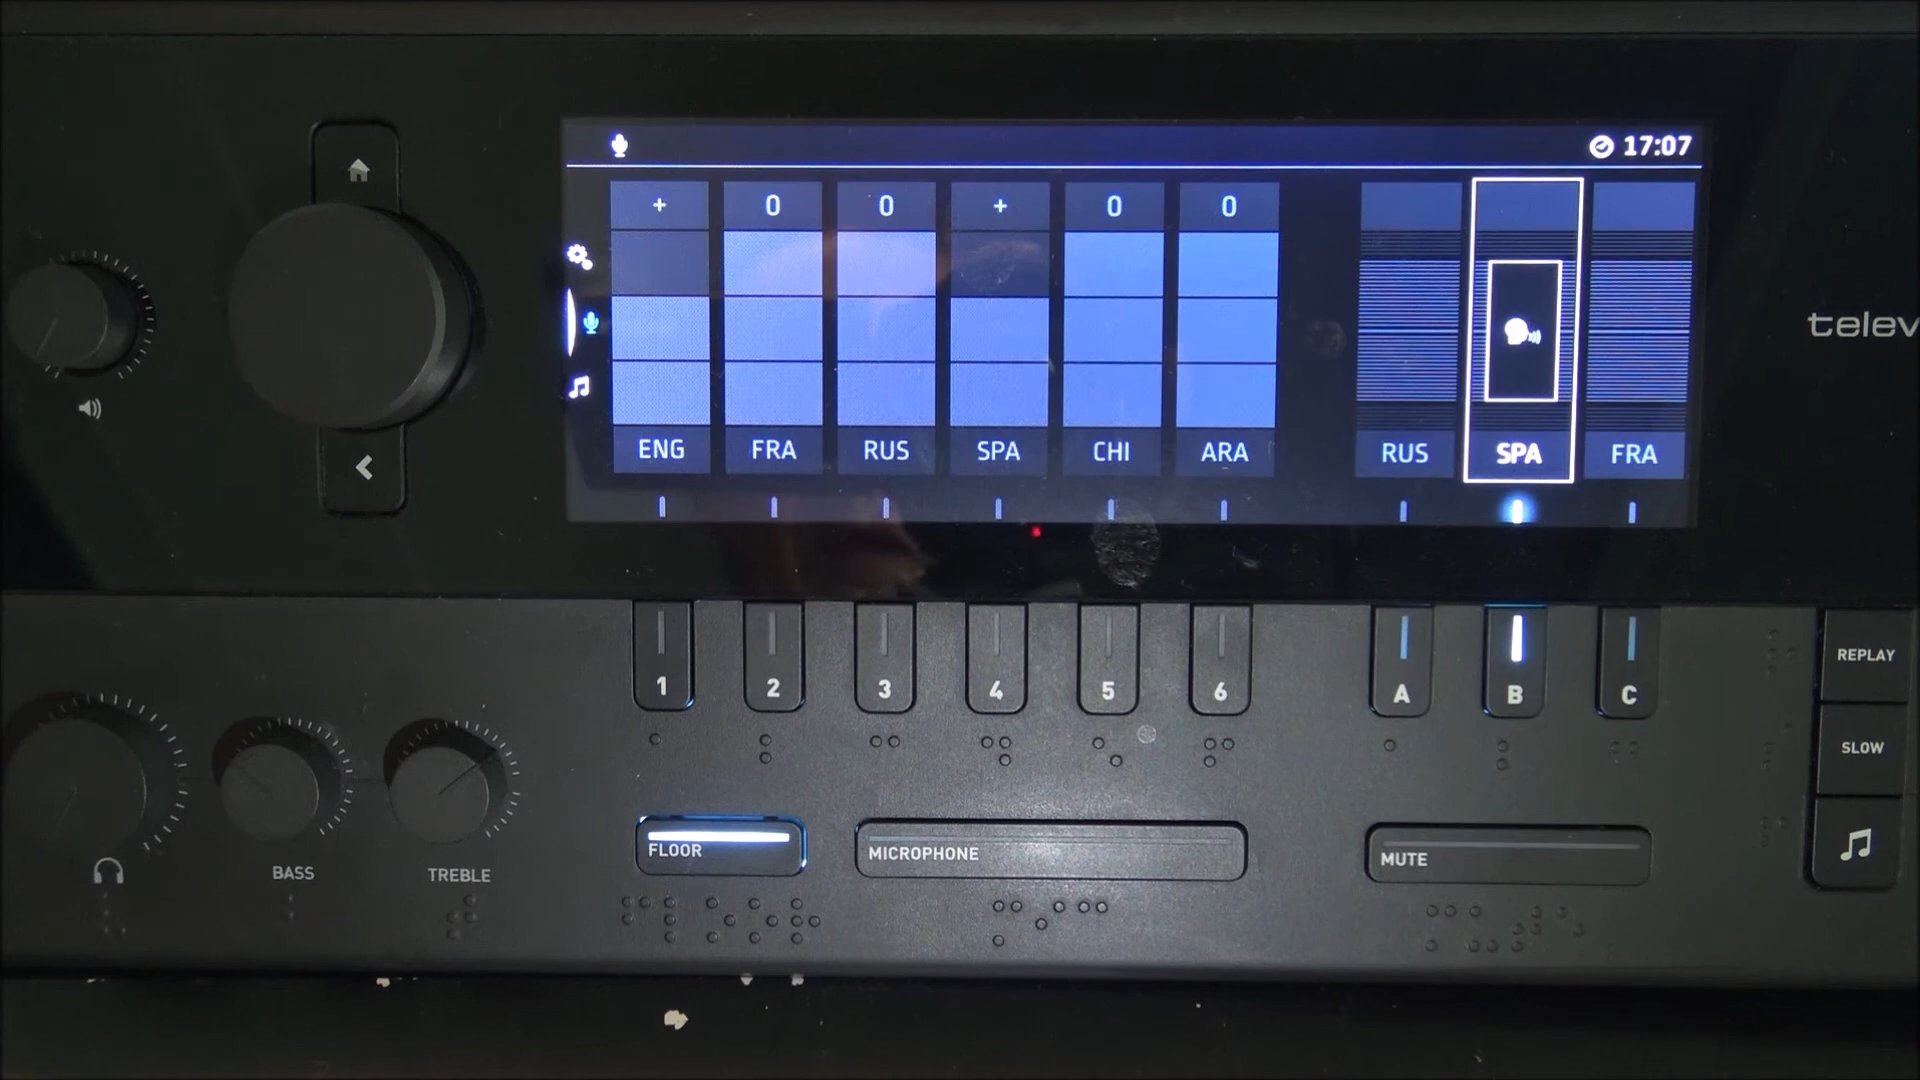 17:07
+ 0 0 + 0 0
ENG FRA RUS SPA CHI ARA RUS SPA FRA
telev
1 2 3 4 5 6 A B C
REPLAY
SLOW
FLOOR MICROPHONE MUTE
BASS TREBLE